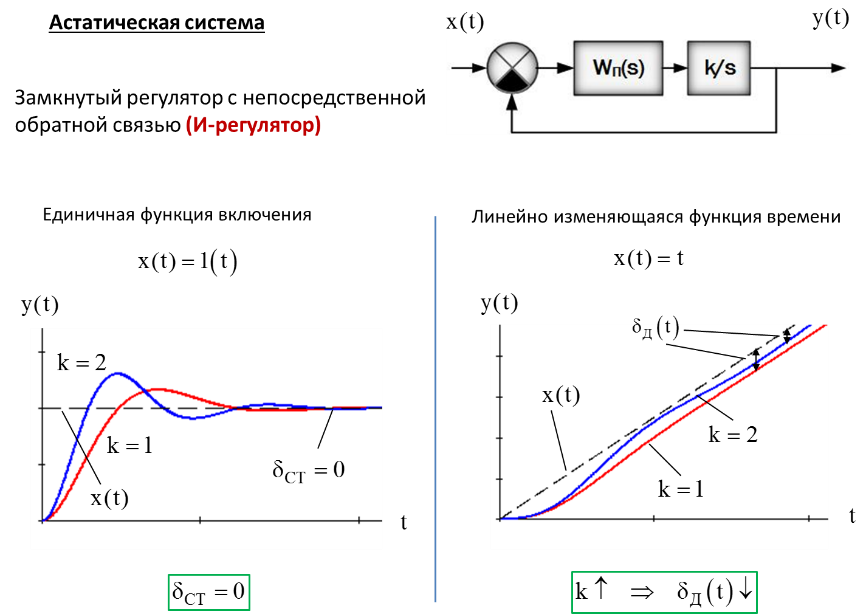 Астатическая система
x(t)
y(t)
Wп(s)
k/s
Замкнутый регулятор с непосредственной
обратной связью (И-регулятор)
Единичная функция включения
x(t) = 1(t)
y(t)
k = 2
k = 1
x(t)
δСТ = 0
t
δСТ = 0
Линейно изменяющаяся функция времени
x(t) = t
y(t)
δД(t)
x(t)
k = 2
k = 1
t
k ↑ ⇒ δД(t) ↓